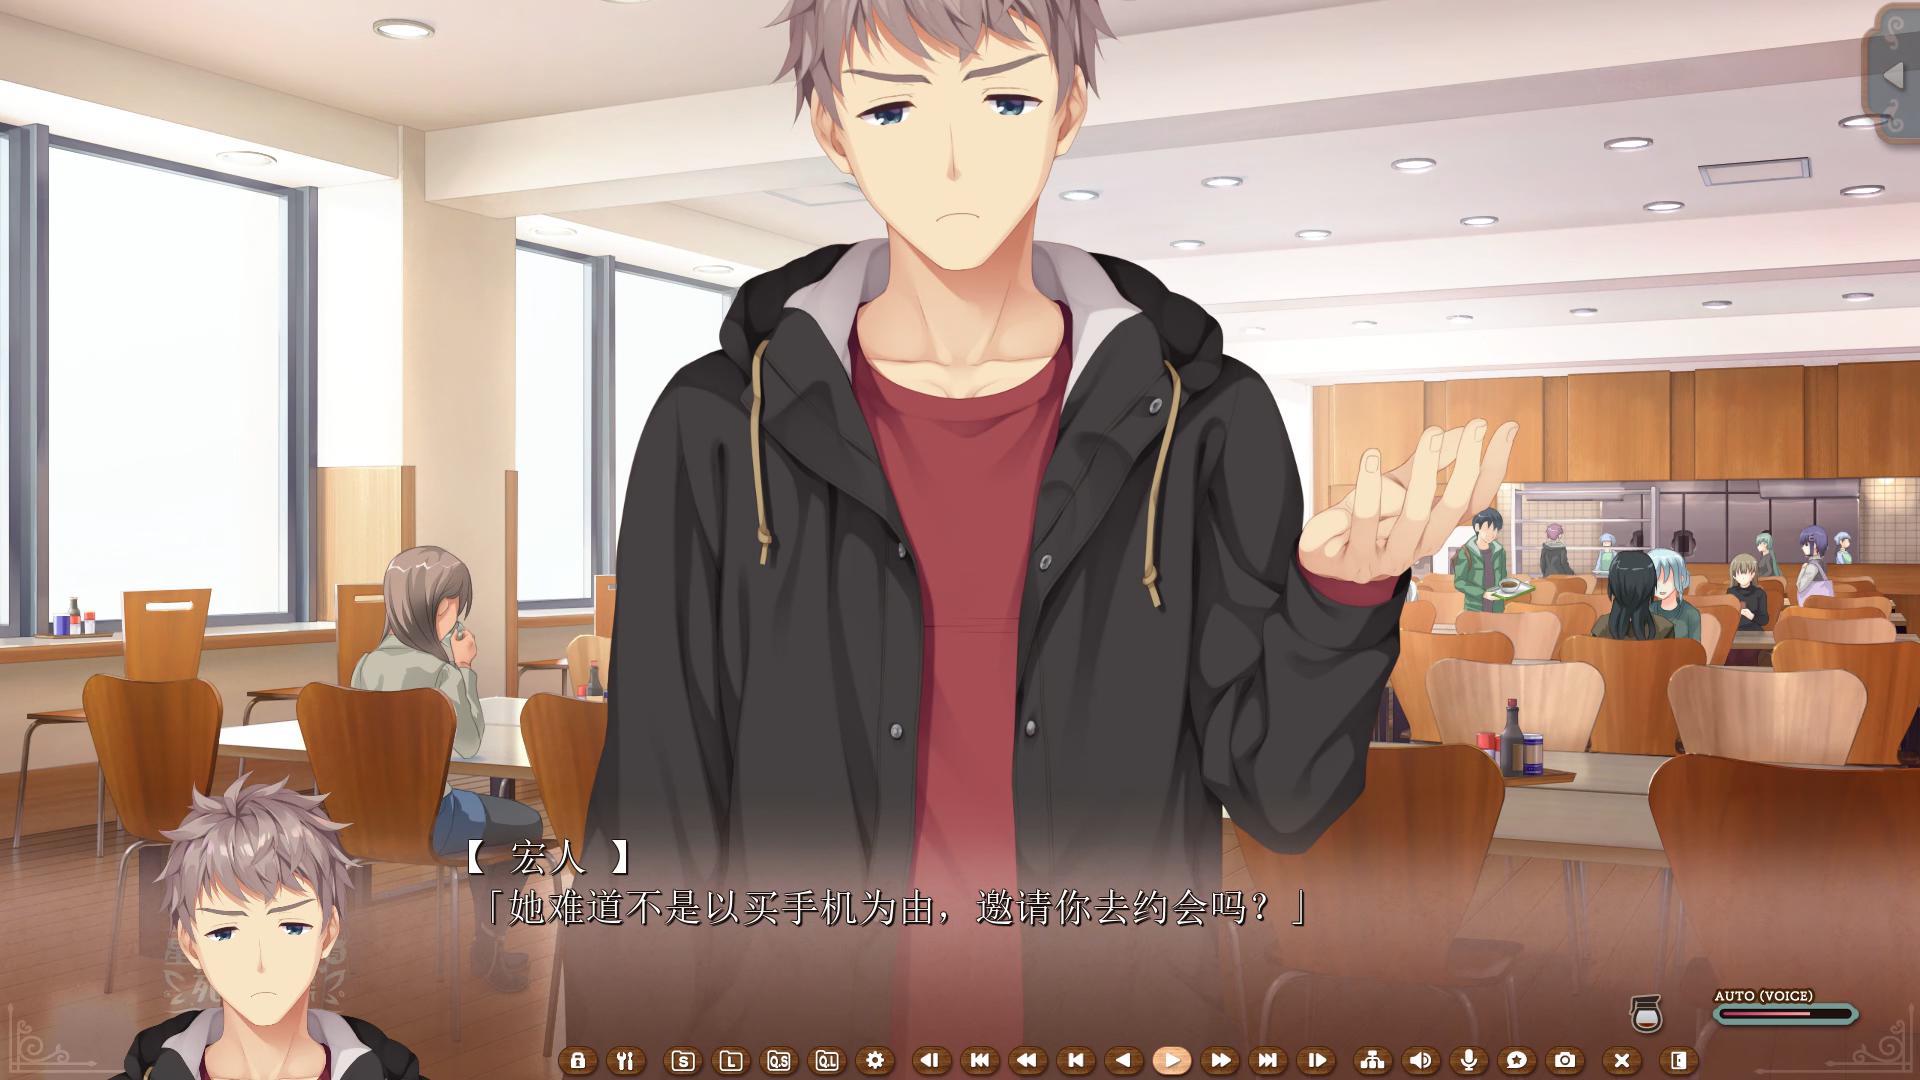 【 宏人 】
「她难道不是以买手机为由，邀请你去约会吗？」
AUTO (VOICE)
S L Q.S Q.L